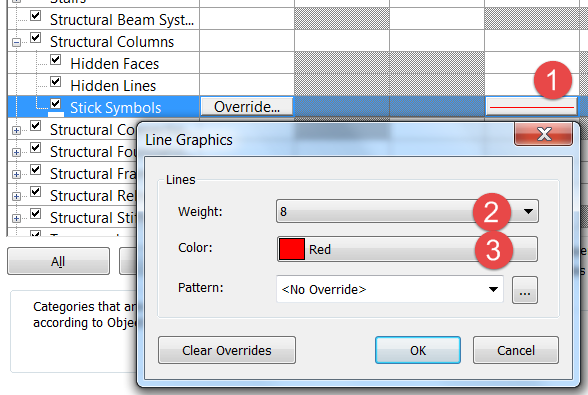 Stairs
Structural Beam Syst...
Structural Columns
Hidden Faces
Hidden Lines
Stick Symbols Override... 1
Structural Co
Structural Fou
Structural Fra
Structural Re
Structural Sti
Line Graphics
Lines
Weight: 8 2
Color: Red 3
Pattern: <No Override> ...
Clear Overrides OK Cancel
All
Categories that ar
according to Obje